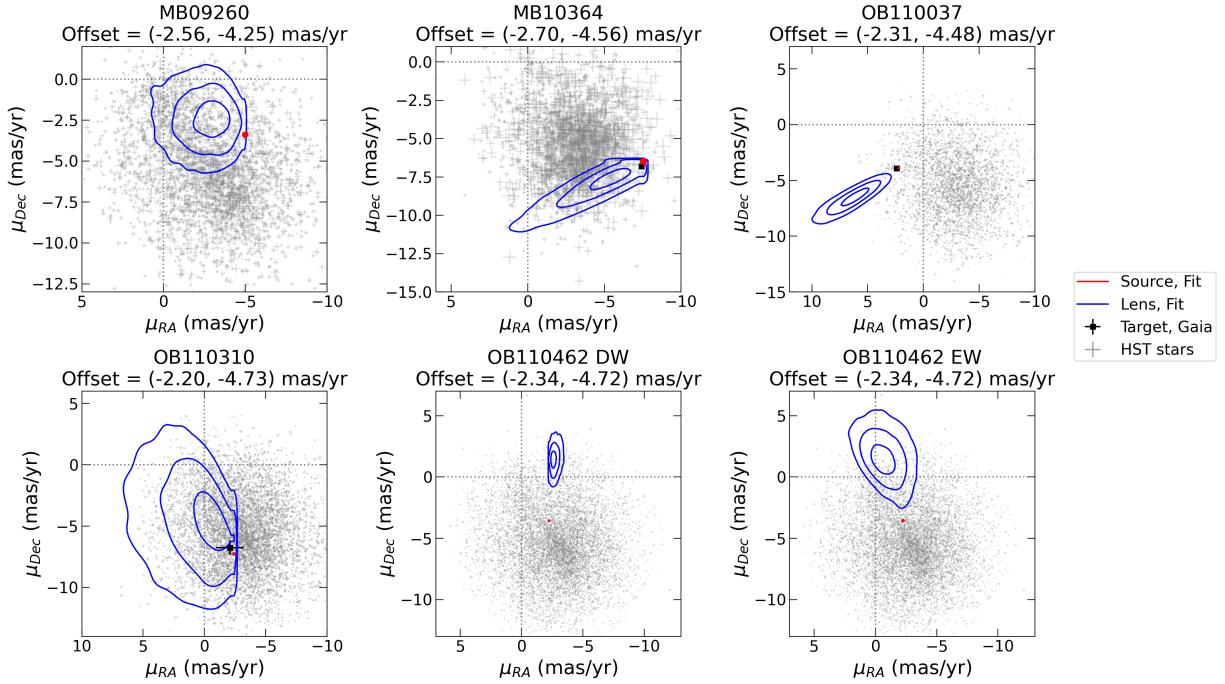 MB09260
Offset = (-2.56, -4.25) mas/yr
MB10364
Offset = (-2.70, -4.56) mas/yr
OB110037
Offset = (-2.31, -4.48) mas/yr
0.0
−2.5
−5.0
−7.5
−10.0
−12.5
μDec (mas/yr)
5 0 −5 −10
μRA (mas/yr)
0.0
−2.5
−5.0
−7.5
−10.0
−12.5
−15.0
μDec (mas/yr)
5 0 −5 −10
μRA (mas/yr)
5
0
−5
−10
−15
μDec (mas/yr)
10 5 0 −5 −10
μRA (mas/yr)
Source, Fit
Lens, Fit
Target, Gaia
HST stars
OB110310
Offset = (-2.20, -4.73) mas/yr
OB110462 DW
Offset = (-2.34, -4.72) mas/yr
OB110462 EW
Offset = (-2.34, -4.72) mas/yr
5
0
−5
−10
μDec (mas/yr)
10 5 0 −5 −10
μRA (mas/yr)
5
0
−5
−10
μDec (mas/yr)
5 0 −5 −10
μRA (mas/yr)
5
0
−5
−10
μDec (mas/yr)
5 0 −5 −10
μRA (mas/yr)